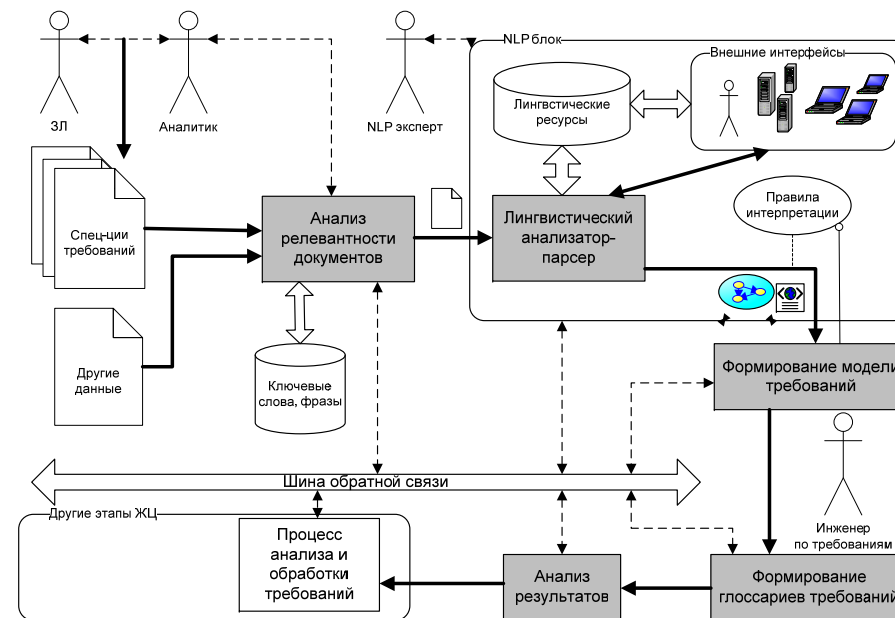 NLP блок
Внешние интерфейсы
Лингвстические
ресурсы
ЗЛ
Аналитик
NLP эксперт
Правила
интерпретации
Спец-ции
требований
Анализ
релевантности
документов
Лингвистический
анализатор-
парсер
Другие
данные
Ключевые
слова, фразы
Формирование модели
требований
Шина обратной связи
Инженер
по требованиям
Другие этапы ЖЦ
Процесс
анализа и
обработки
требований
Анализ
результатов
Формирование
глоссариев требований